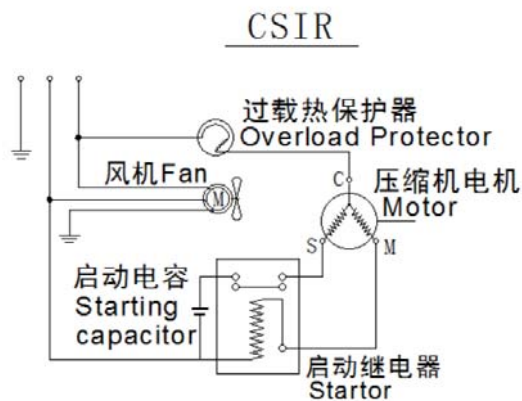 CSIR
过载热保护器
Overload Protector
风机Fan
M
C
压缩机电机
Motor
S
M
启动电容
Starting
capacitor
启动继电器
Startor